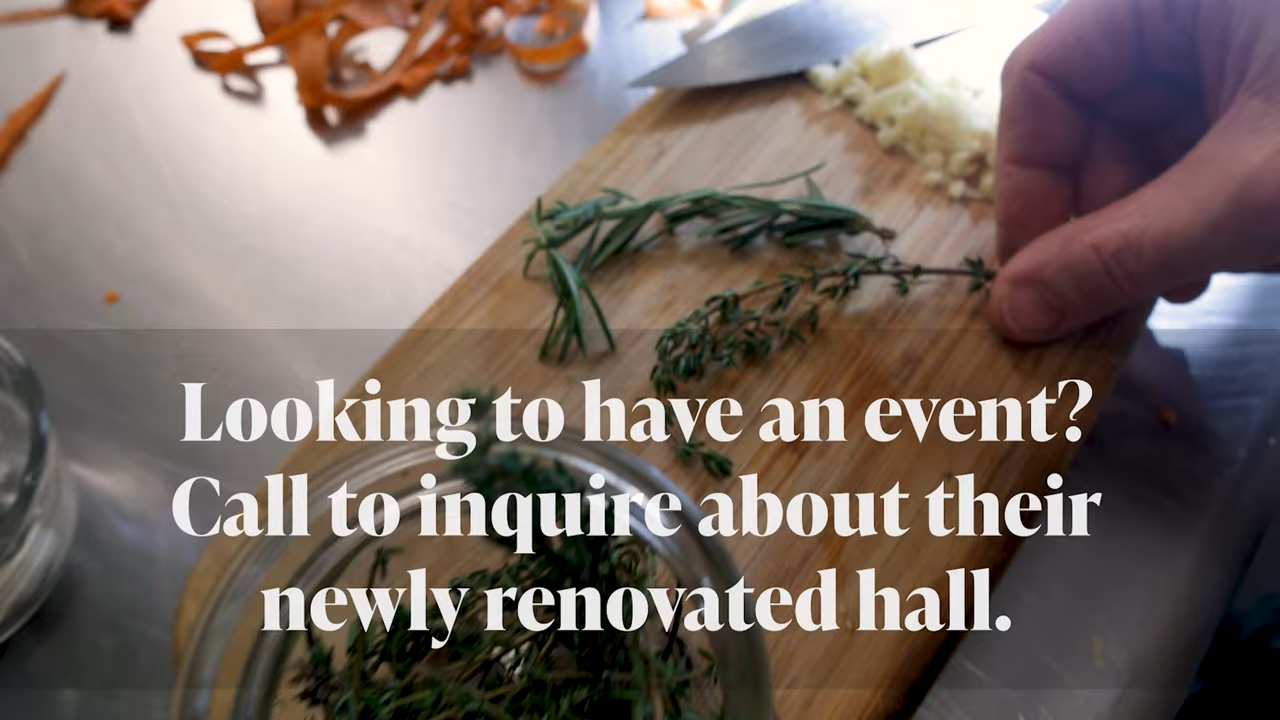 Looking to have an event?
Call to inquire about their
newly renovated hall.